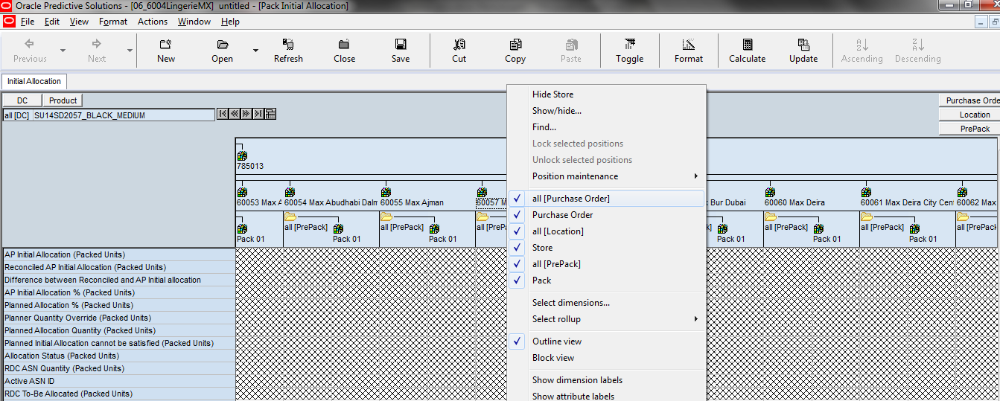 Oracle Predictive Solutions - [06_6004LingerieMX]  untitled - [Pack Initial Allocation]
File Edit View Format Actions Window Help
Previous Next New Open Refresh Close Save Cut Copy Paste Toggle Format Calculate Update Ascending Descending
Initial Allocation
DC Product
Purchase Orde
all [DC] SU14SD2057_BLACK_MEDIUM
Location
PrePack
785013
60053 Max A 60054 Max Abudhabi Dalm 60055 Max Ajman 60057 M Bur Dubai 60060 Max Deira 60061 Max Deira City Cent 60062 Max
Pack 01 all [PrePack] Pack 01 all [PrePack] Pack 01 all [PrePack] Pack 01 all [PrePack] Pack 01 all [PrePack] Pack 01 all [PrePack]
Hide Store
Show/hide...
Find...
Lock selected positions
Unlock selected positions
Position maintenance
all [Purchase Order]
Purchase Order
all [Location]
Store
all [PrePack]
Pack
Select dimensions...
Select rollup
Outline view
Block view
Show dimension labels
Show attribute labels
AP Initial Allocation (Packed Units)
Reconciled AP Initial Allocation (Packed Units)
Difference between Reconciled and AP Initial allocation
AP Initial Allocation % (Packed Units)
Planned Allocation % (Packed Units)
Planner Quantity Override (Packed Units)
Planned Allocation Quantity (Packed Units)
Planned Initial Allocation cannot be satisfied (Packed Units)
Allocation Status (Packed Units)
RDC ASN Quantity (Packed Units)
Active ASN ID
RDC To-Be Allocated (Packed Units)